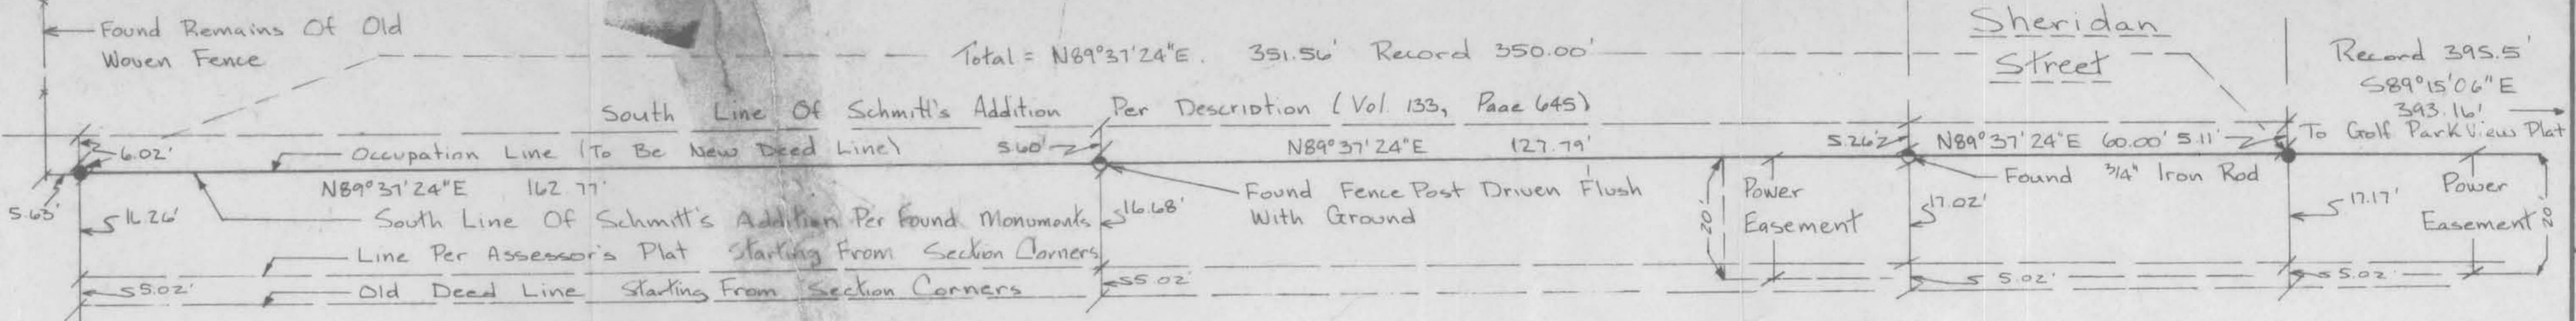 Found Remains Of Old
Woven Fence
Total = N89°37'24"E. 351.56' Record 350.00'
Sheridan
Street
Record 395.5'
S89°15'06"E
393.16'
To Golf Park View Plat
South Line Of Schmitt's Addition Per Description (Vol. 133, Page 645)
6.02'
Occupation Line (To Be New Deed Line)
5.60'
N89°37'24"E 127.79'
5.26'
N89°37'24"E 60.00' 5.11'
N89°37'24"E 162.77'
5.63'
Found Fence Post Driven Flush
With Ground
Found 3/4" Iron Rod
16.26'
South Line Of Schmitt's Addition Per Found Monuments
16.68'
20'
Power
Easement
17.02'
17.17'
Power
Easement
20'
Line Per Assessor's Plat Starting From Section Corners
5.02'
Old Deed Line Starting From Section Corners
5.02'
5.02'
5.02'